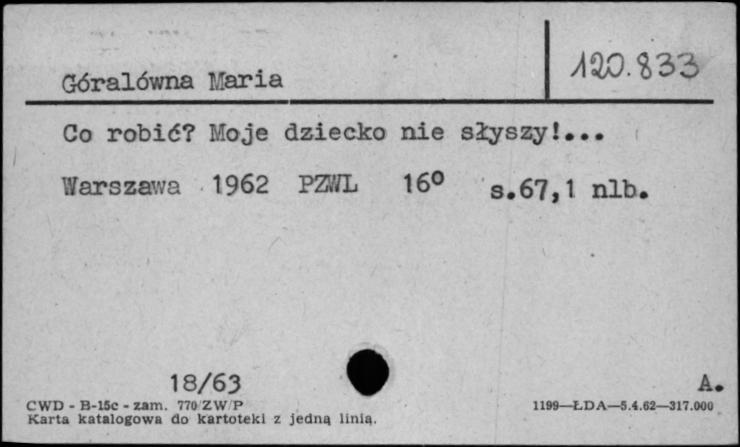 Góralówna Maria 120.833
Co robić? Moje dziecko nie słyszy!...
Warszawa 1962 PZWL 16° s.67,1 nlb.
18/63 A.
CWD - B-15c - zam. 770/ZW/P 1199—ŁDA—5.4.62—317.000
Karta katalogowa do kartoteki z jedną linią.